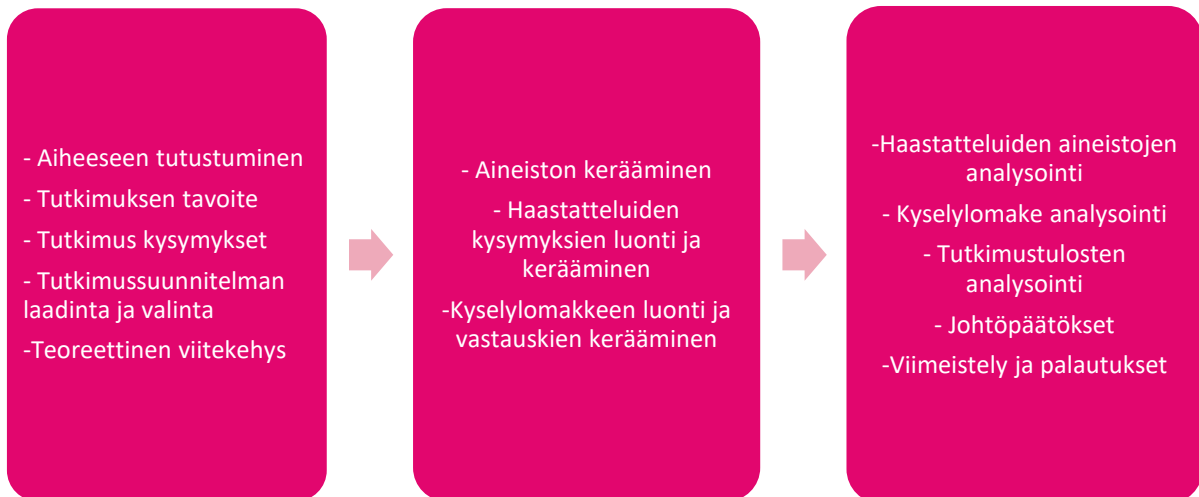 - Aiheeseen tutustuminen
- Tutkimuksen tavoite
- Tutkimus kysymykset
- Tutkimussuunnitelman
laadinta ja valinta
-Teoreettinen viitekehys
- Aineiston kerääminen
- Haastatteluiden
kysymyksien luonti ja
kerääminen
-Kyselylomakkeen luonti ja
vastauskien kerääminen
-Haastatteluiden aineistojen
analysointi
- Kyselylomake analysointi
- Tutkimustulosten
analysointi
- Johtöpäätökset
-Viimeistely ja palautukset